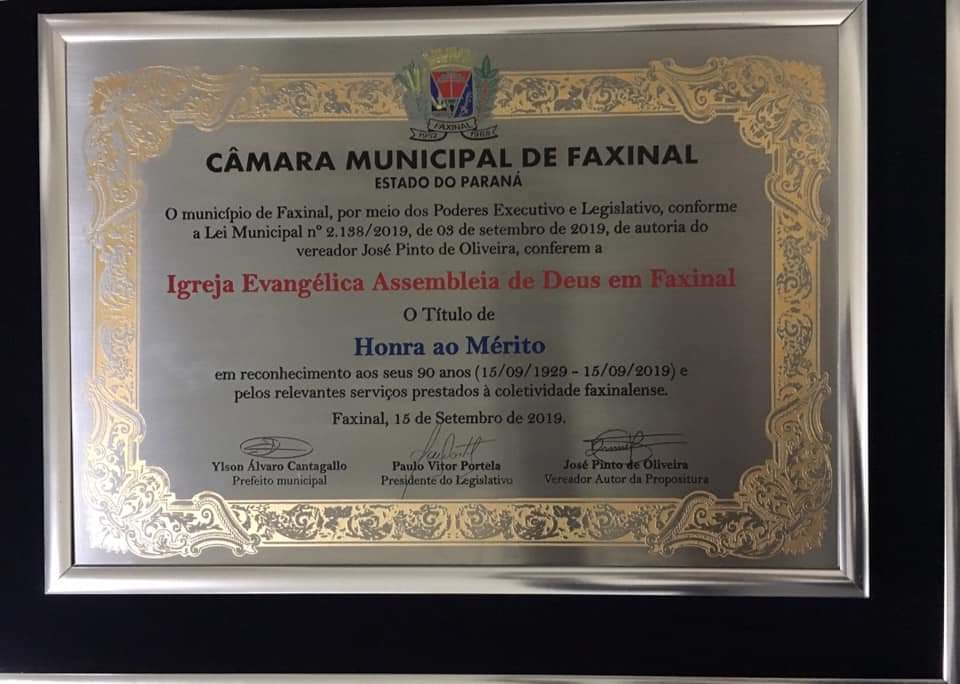 FAXINAL
CÂMARA MUNICIPAL DE FAXINAL
ESTADO DO PARANÁ
O município de Faxinal, por meio dos Poderes Executivo e Legislativo, conforme
a Lei Municipal nº 2.138/2019, de 03 de setembro de 2019, de autoria do
vereador José Pinto de Oliveira, conferem a
Igreja Evangélica Assembleia de Deus em Faxinal
O Título de
Honra ao Mérito
em reconhecimento aos seus 90 anos (15/09/1929 - 15/09/2019) e
pelos relevantes serviços prestados à coletividade faxinalense.
Faxinal, 15 de Setembro de 2019.
Ylson Álvaro Cantagallo Paulo Vitor Portela José Pinto de Oliveira
Prefeito municipal Presidente do Legislativo Vereador Autor da Propositura